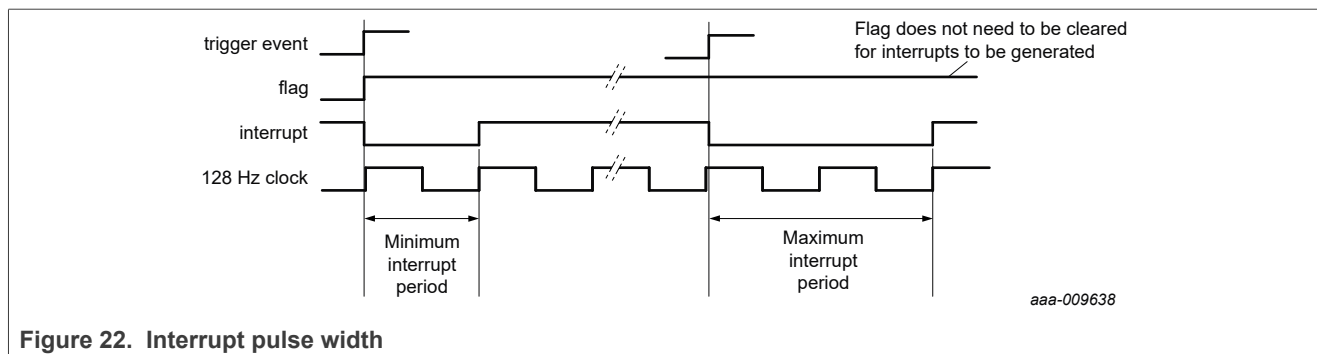 trigger event
Flag does not need to be cleared
for interrupts to be generated
flag
interrupt
128 Hz clock
Minimum
interrupt
period
Maximum
interrupt
period
aaa-009638
Figure 22. Interrupt pulse width